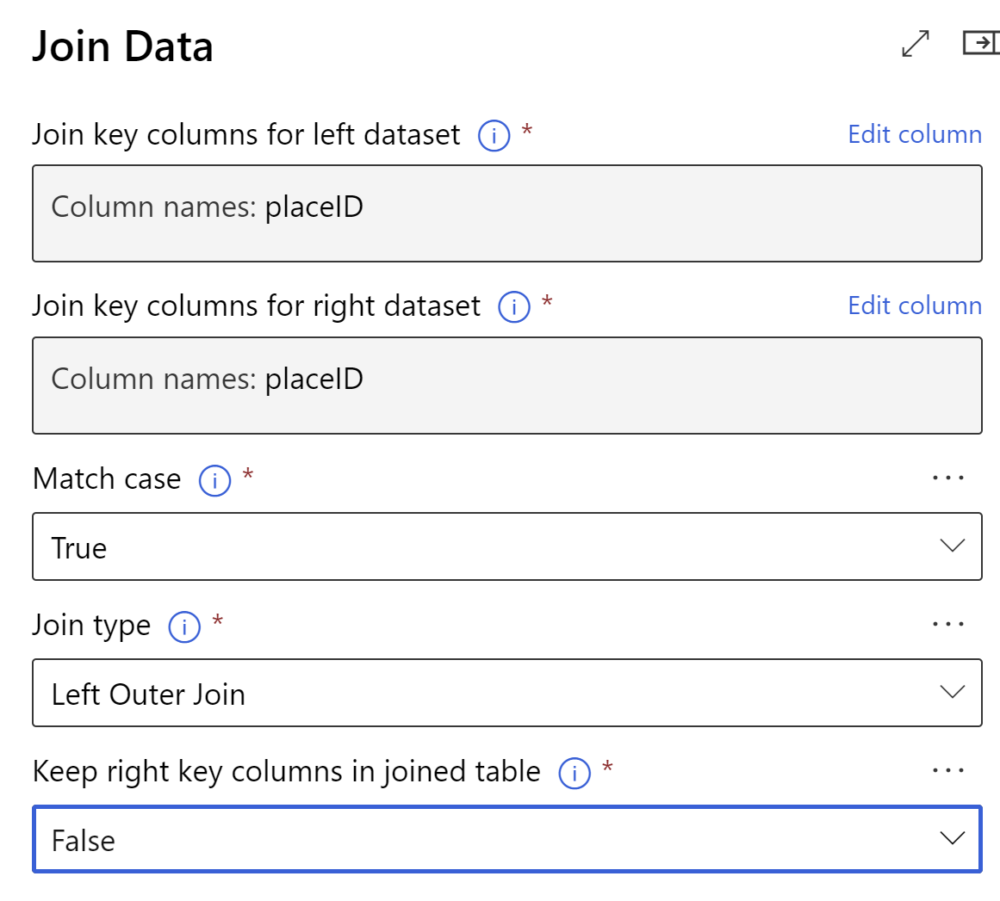 Join Data
Join key columns for left dataset i * Edit column
Column names: placeID
Join key columns for right dataset i * Edit column
Column names: placeID
Match case i * ...
True
Join type i * ...
Left Outer Join
Keep right key columns in joined table i * ...
False